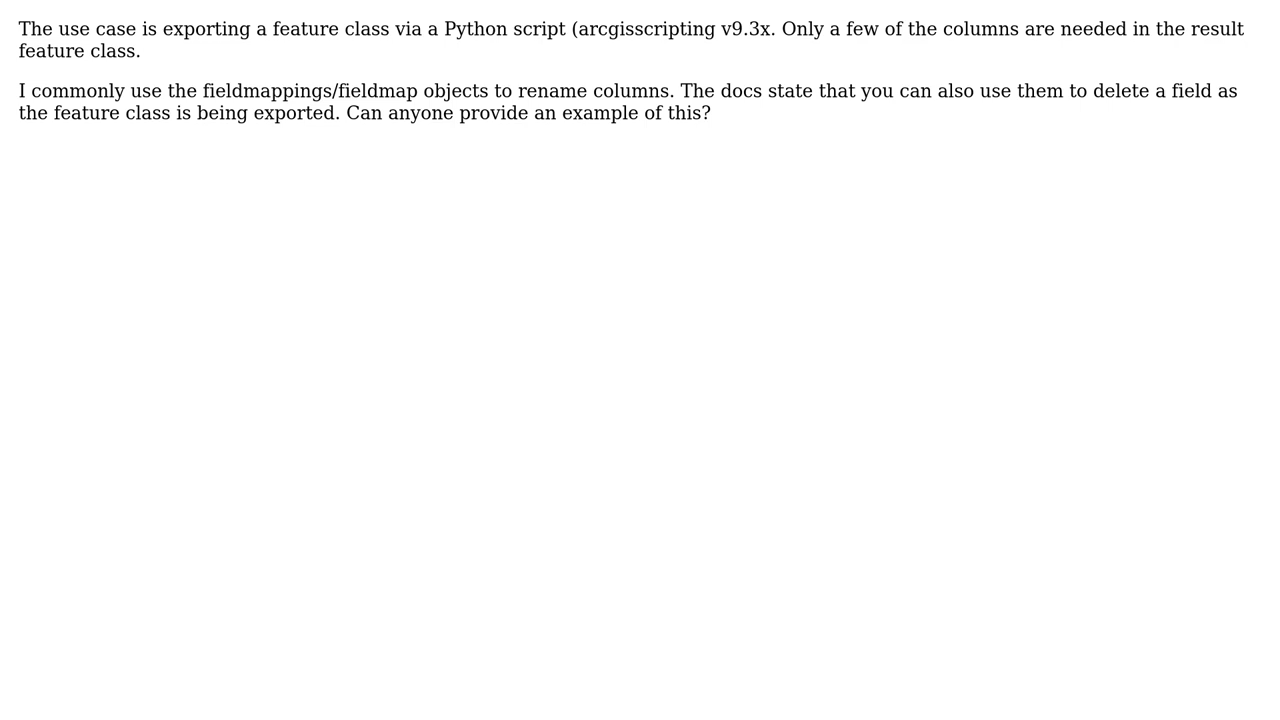 The use case is exporting a feature class via a Python script (arcgisscripting v9.3x. Only a few of the columns are needed in the result
feature class.
I commonly use the fieldmappings/fieldmap objects to rename columns. The docs state that you can also use them to delete a field as
the feature class is being exported. Can anyone provide an example of this?